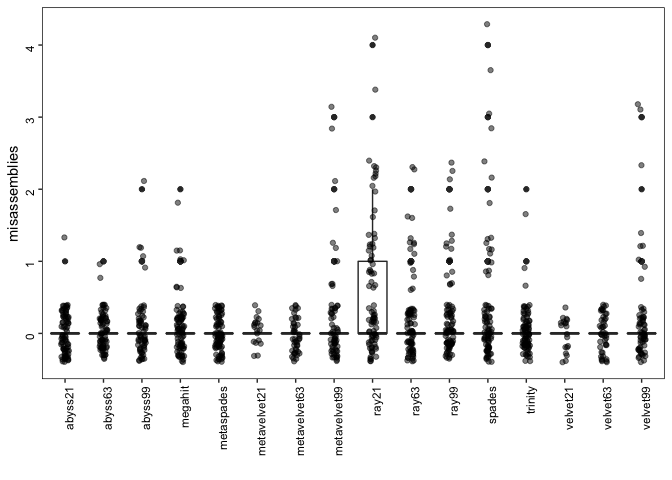 misassemblies
4
3
2
1
0
abyss21
abyss63
abyss99
megahit
metaspades
metavelvet21
metavelvet63
metavelvet99
ray21
ray63
ray99
spades
trinity
velvet21
velvet63
velvet99